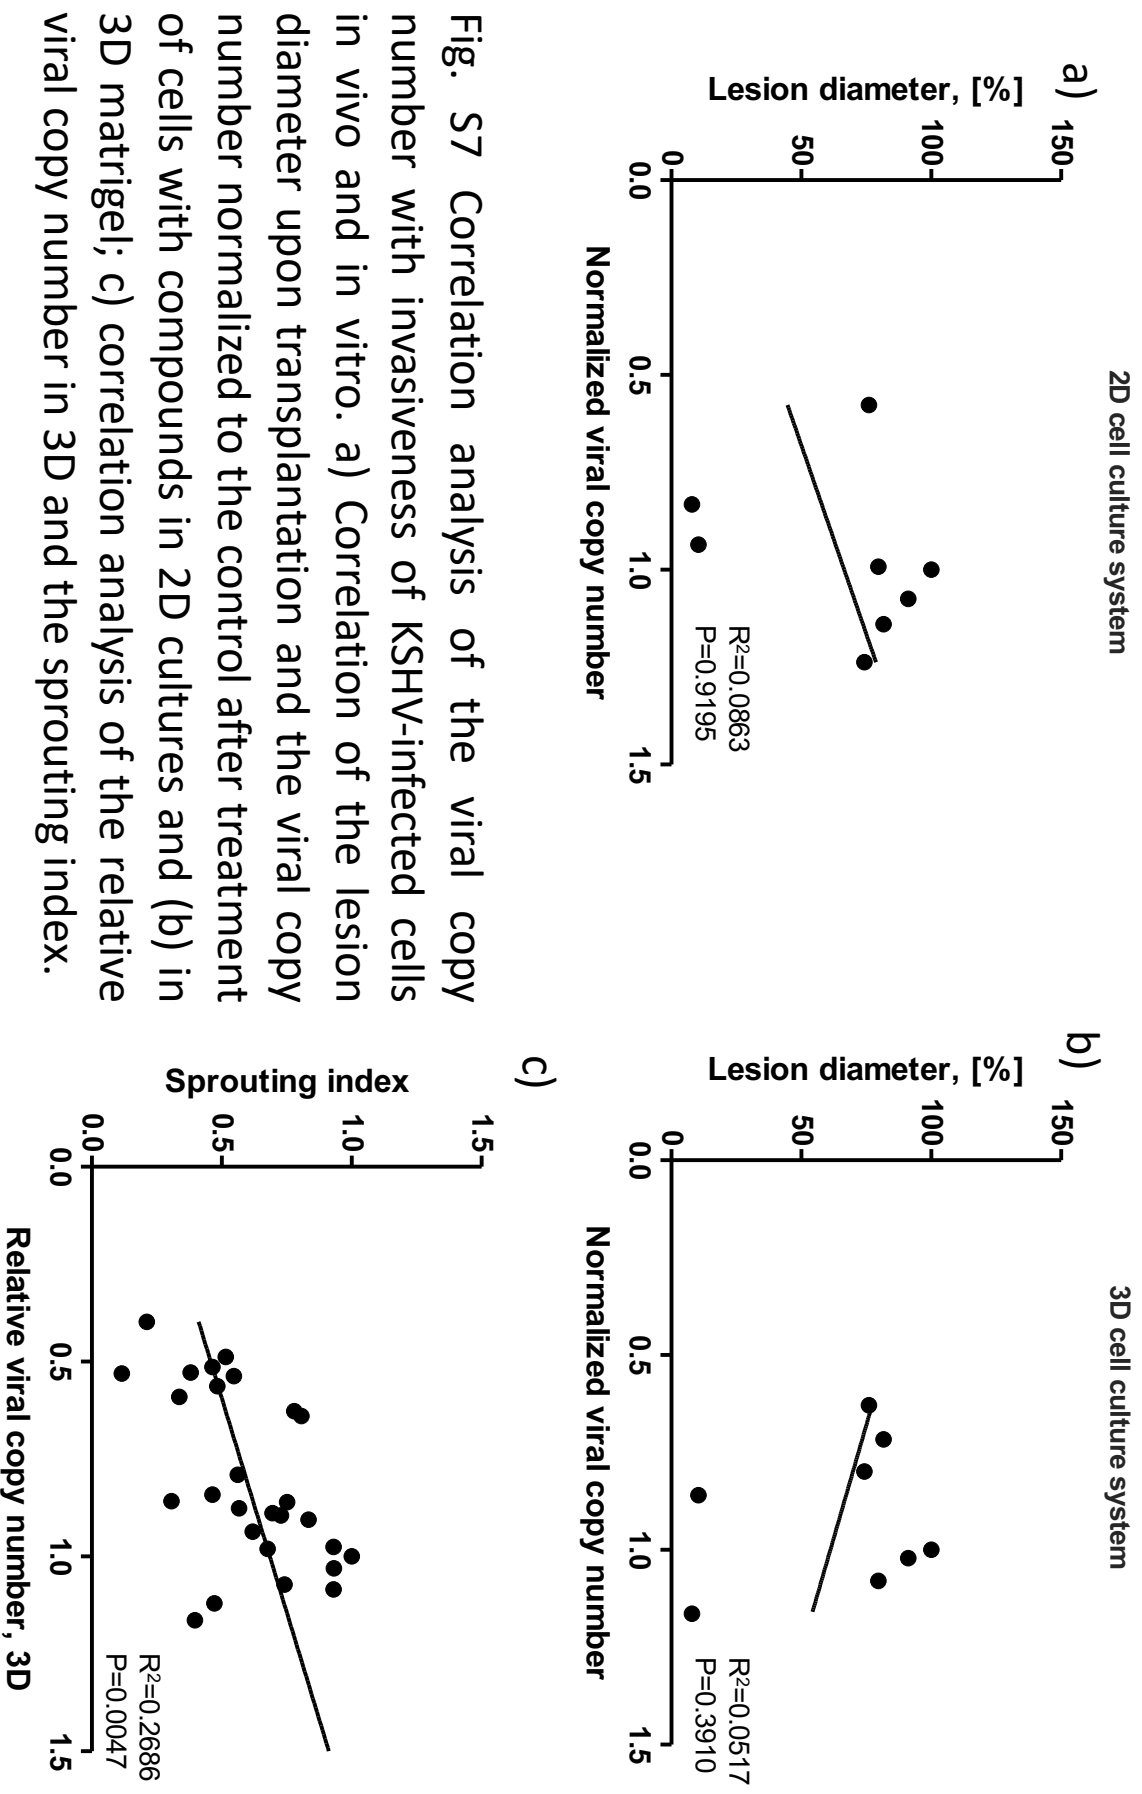 2D cell culture system
a)
Lesion diameter, [%]
150
100
50
0
0.0
0.5
1.0
1.5
R²=0.0863
P=0.9195
Normalized viral copy number
3D cell culture system
b)
Lesion diameter, [%]
150
100
50
0
0.0
0.5
1.0
1.5
R²=0.0517
P=0.3910
Normalized viral copy number
Fig. S7 Correlation analysis of the viral copy
number with invasiveness of KSHV-infected cells
in vivo and in vitro. a) Correlation of the lesion
diameter upon transplantation and the viral copy
number normalized to the control after treatment
of cells with compounds in 2D cultures and (b) in
3D matrigel; c) correlation analysis of the relative
viral copy number in 3D and the sprouting index.
c)
Sprouting index
1.5
1.0
0.5
0.0
0.0
0.5
1.0
1.5
R²=0.2686
P=0.0047
Relative viral copy number, 3D